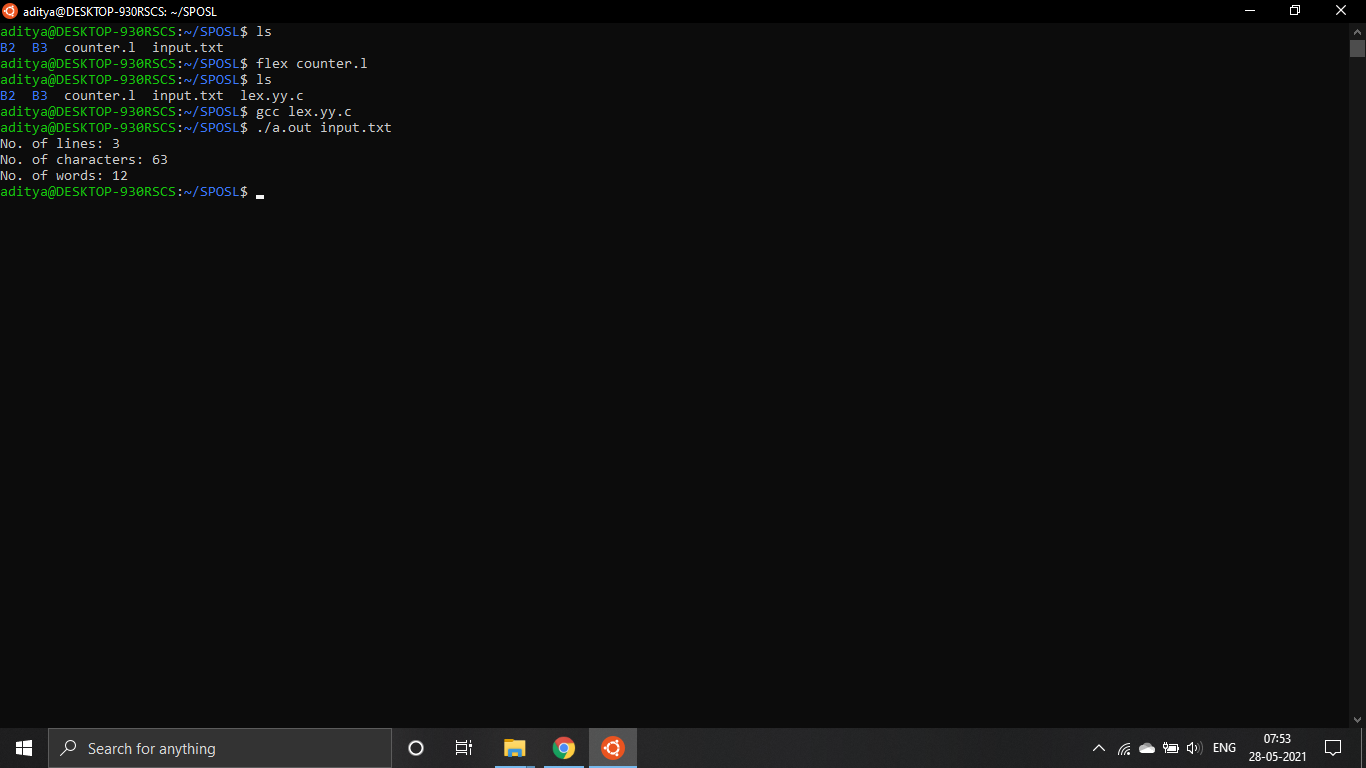 aditya@DESKTOP-930RSCS: ~/SPOSL
aditya@DESKTOP-930RSCS:~/SPOSL$ ls
B2  B3  counter.l  input.txt
aditya@DESKTOP-930RSCS:~/SPOSL$ flex counter.l
aditya@DESKTOP-930RSCS:~/SPOSL$ ls
B2  B3  counter.l  input.txt  lex.yy.c
aditya@DESKTOP-930RSCS:~/SPOSL$ gcc lex.yy.c
aditya@DESKTOP-930RSCS:~/SPOSL$ ./a.out input.txt
No. of lines: 3
No. of characters: 63
No. of words: 12
aditya@DESKTOP-930RSCS:~/SPOSL$
Search for anything
ENG
07:53
28-05-2021